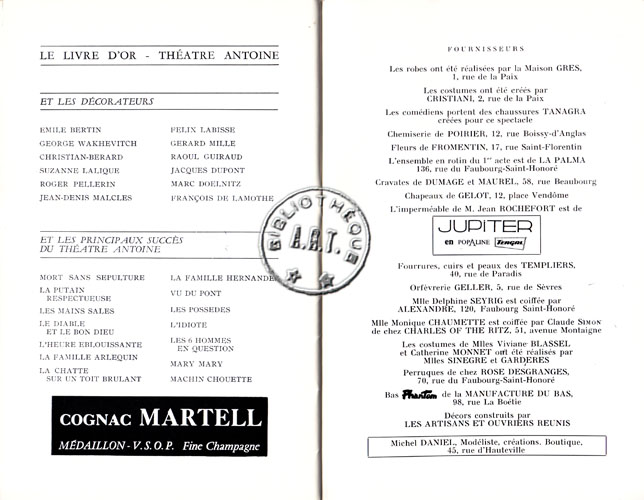 LE LIVRE D'OR - THÉATRE ANTOINE
ET LES DÉCORATEURS
EMILE BERTIN
GEORGE WAKHEVITCH
CHRISTIAN-BERARD
SUZANNE LALIQUE
ROGER PELLERIN
JEAN-DENIS MALCLES
FELIX LABISSE
GERARD MILLE
RAOUL GUIRAUD
JACQUES DUPONT
MARC DOELNITZ
FRANÇOIS DE LAMOTHE
ET LES PRINCIPAUX SUCCÈS
DU THÉATRE ANTOINE
MORT SANS SEPULTURE
LA PUTAIN
RESPECTUEUSE
LES MAINS SALES
LE DIABLE
ET LE BON DIEU
L'HEURE EBLOUISSANTE
LA FAMILLE ARLEQUIN
LA CHATTE
SUR UN TOIT BRULANT
LA FAMILLE HERNANDEZ
VU DU PONT
LES POSSEDES
L'IDIOTE
LES 6 HOMMES
EN QUESTION
MARY MARY
MACHIN CHOUETTE
COGNAC MARTELL
MÉDAILLON - V.S.O.P. Fine Champagne
BIBLIOTHÈQUE
A.R.T.
FOURNISSEURS
Les robes ont été réalisées par la Maison GRES,
1, rue de la Paix
Les costumes ont été créés par
CRISTIANI, 2, rue de la Paix
Les comédiens portent des chaussures TANAGRA
créées pour ce spectacle
Chemiserie de POIRIER, 12, rue Boissy-d'Anglas
Fleurs de FROMENTIN, 17, rue Saint-Florentin
L'ensemble en rotin du 1er acte est de LA PALMA
136, rue du Faubourg-Saint-Honoré
Cravates de DUMAGE et MAUREL, 58, rue Beaubourg
Chapeaux de GELOT, 12, place Vendôme
L'imperméable de M. Jean ROCHEFORT est de
JUPITER
en POPALINE Tergal
Fourrures, cuirs et peaux des TEMPLIERS,
40, rue de Paradis
Orfèvrerie GELLER, 5, rue de Sèvres
Mlle Delphine SEYRIG est coiffée par
ALEXANDRE, 120, Faubourg Saint-Honoré
Mlle Monique CHAUMETTE est coiffée par Claude SIMON
de chez CHARLES OF THE RITZ, 51, avenue Montaigne
Les costumes de Mlles Viviane BLASSEL
et Catherine MONNET ont été réalisés par
Mlles SINEGRE et GARDERES
Perruques de chez ROSE DESGRANGES,
70, rue du Faubourg-Saint-Honoré
Bas Phantom de la MANUFACTURE DU BAS,
98, rue La Boétie
Décors construits par
LES ARTISANS ET OUVRIERS REUNIS
Michel DANIEL, Modéliste, créations. Boutique,
45, rue d'Hauteville